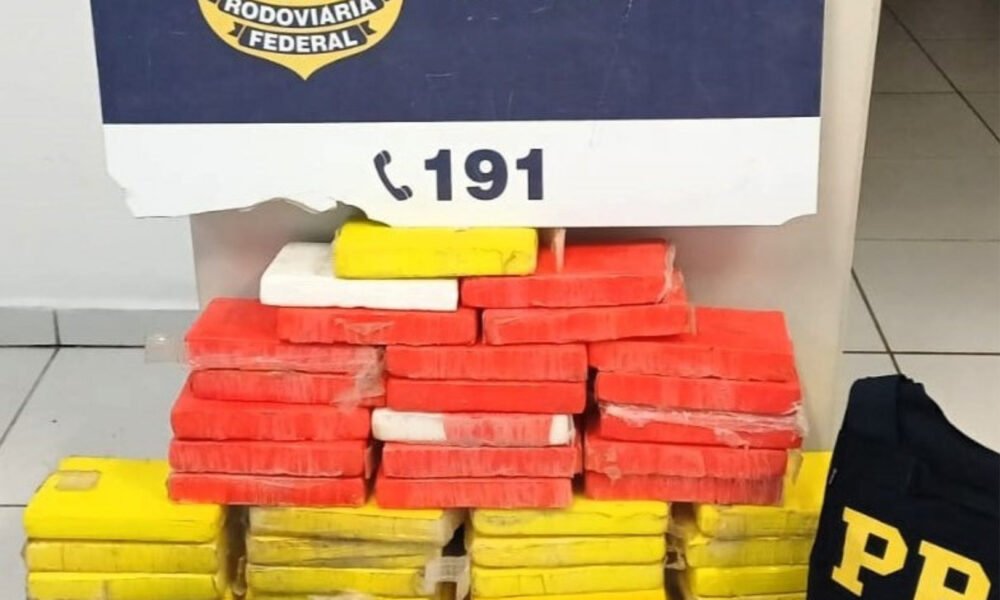 RODOVIÁRIA
FEDERAL
191
PR